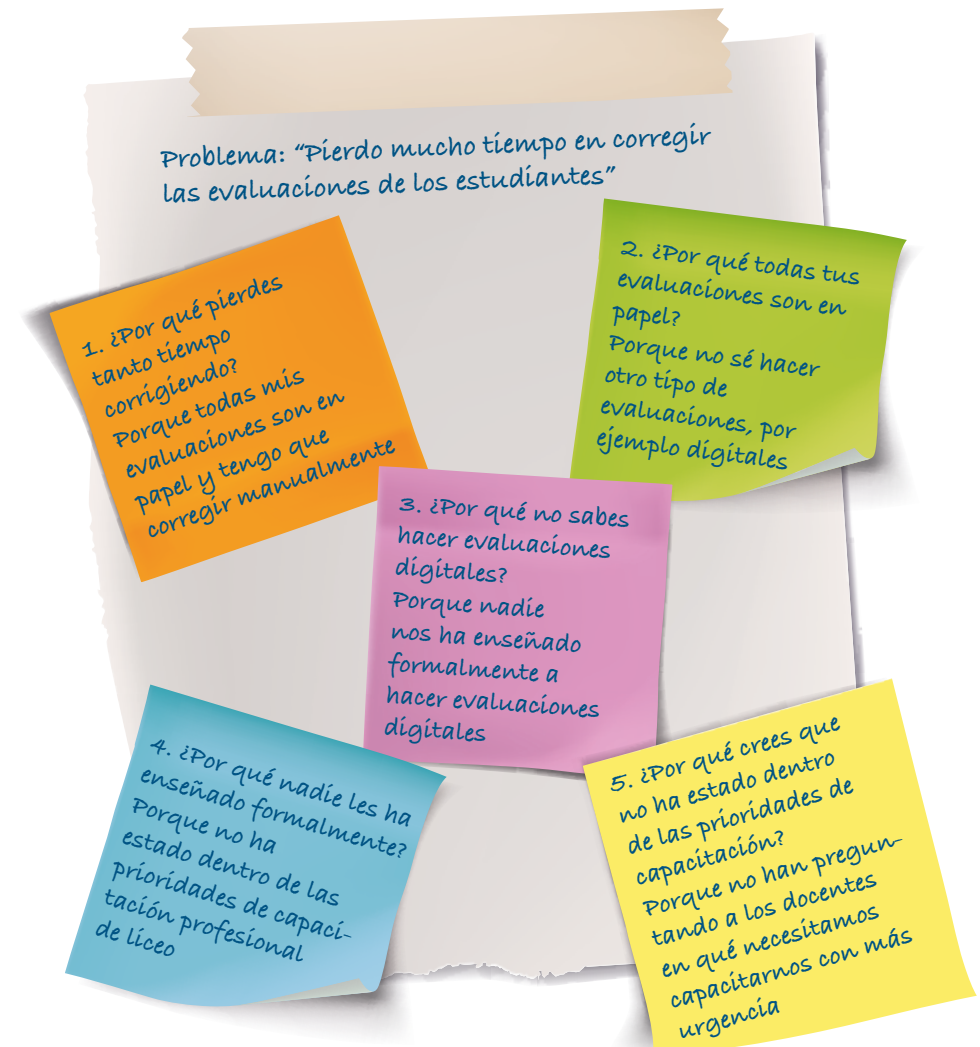 Problema: “Pierdo mucho tiempo en corregir
las evaluaciones de los estudiantes”
1. ¿Por qué pierdes
tanto tiempo
corrigiendo?
Porque todas mis
evaluaciones son en
papel y tengo que
corregir manualmente
2. ¿Por qué todas tus
evaluaciones son en
papel?
Porque no sé hacer
otro tipo de
evaluaciones, por
ejemplo digitales
3. ¿Por qué no sabes
hacer evaluaciones
digitales?
Porque nadie
nos ha enseñado
formalmente a
hacer evaluaciones
digitales
4. ¿Por qué nadie les ha
enseñado formalmente?
Porque no ha
estado dentro de las
prioridades de capaci-
tación profesional
de liceo
5. ¿Por qué crees que
no ha estado dentro
de las prioridades de
capacitación?
Porque no han pregun-
tando a los docentes
en qué necesitamos
capacitarnos con más
urgencia